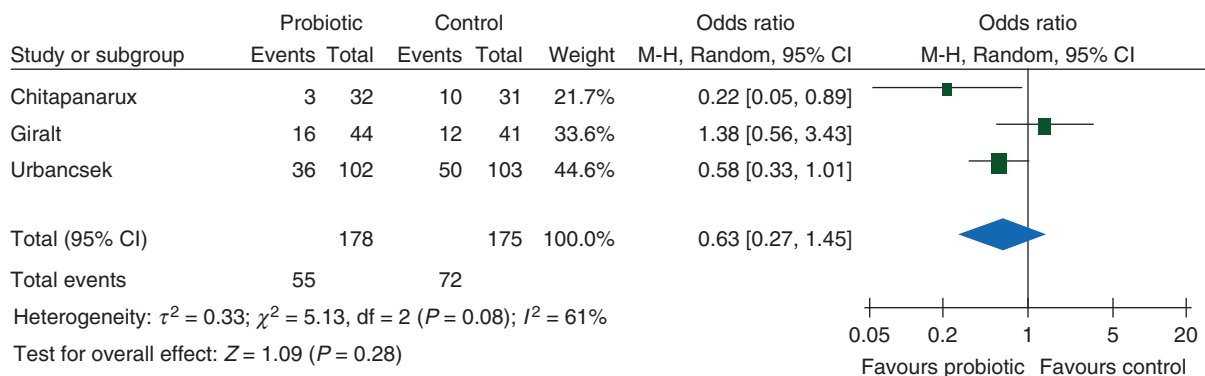 Probiotic Control Odds ratio Odds ratio
Study or subgroup Events Total Events Total Weight M-H, Random, 95% CI M-H, Random, 95% CI
Chitapanarux 3 32 10 31 21.7% 0.22 [0.05, 0.89]
Giralt 16 44 12 41 33.6% 1.38 [0.56, 3.43]
Urbancsek 36 102 50 103 44.6% 0.58 [0.33, 1.01]
Total (95% CI) 178 175 100.0% 0.63 [0.27, 1.45]
Total events 55 72
Heterogeneity: τ² = 0.33; χ² = 5.13, df = 2 (P = 0.08); I² = 61%
Test for overall effect: Z = 1.09 (P = 0.28)
0.05 0.2 1 5 20
Favours probiotic Favours control